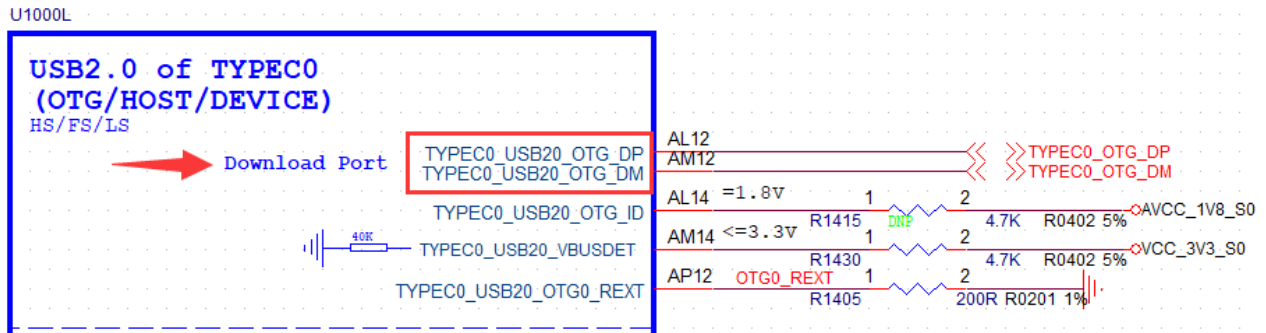 U1000L
USB2.0 of TYPEC0
(OTG/HOST/DEVICE)
HS/FS/LS
Download Port
TYPEC0_USB20_OTG_DP AL12 TYPEC0_OTG_DP
TYPEC0_USB20_OTG_DM AM12 TYPEC0_OTG_DM
TYPEC0_USB20_OTG_ID AL14 =1.8V 1 2 AVCC_1V8_S0
R1415 DNP 4.7K R0402 5%
40K TYPEC0_USB20_VBUSDET AM14 <=3.3V 1 2 VCC_3V3_S0
R1430 4.7K R0402 5%
TYPEC0_USB20_OTG0_REXT AP12 OTG0_REXT 1 2
R1405 200R R0201 1%